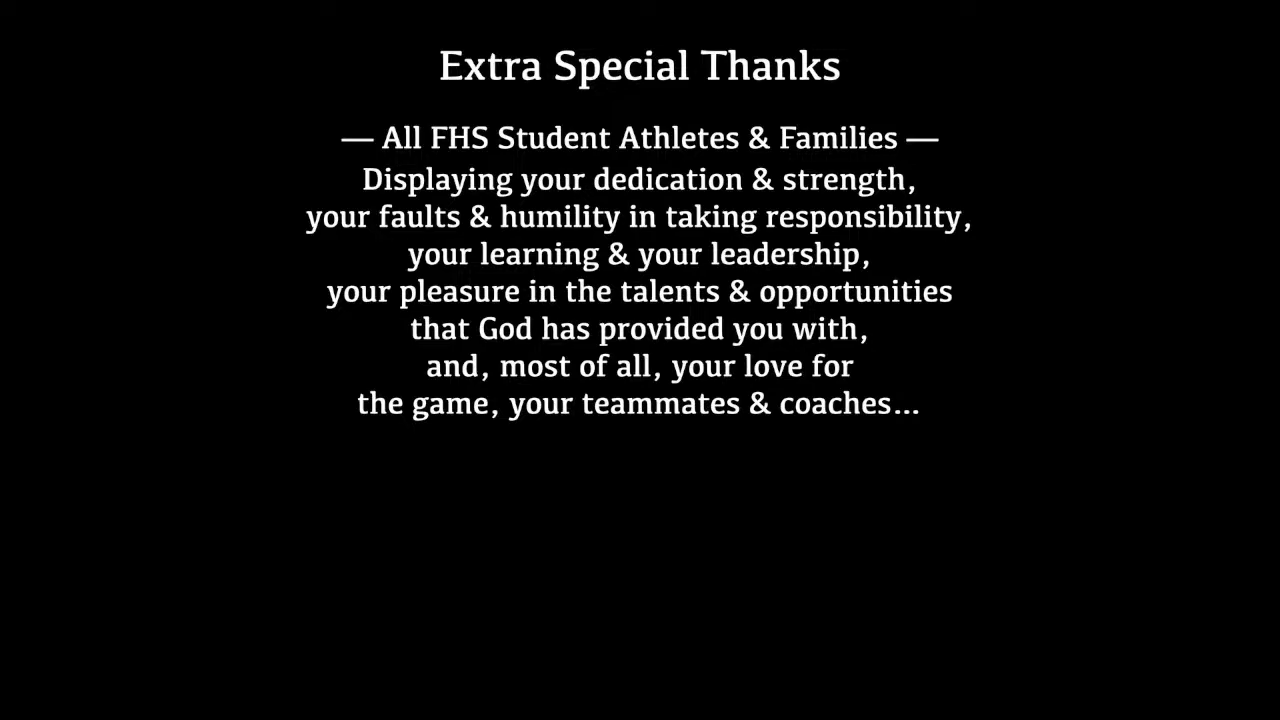 Extra Special Thanks
— All FHS Student Athletes & Families —
Displaying your dedication & strength,
your faults & humility in taking responsibility,
your learning & your leadership,
your pleasure in the talents & opportunities
that God has provided you with,
and, most of all, your love for
the game, your teammates & coaches...